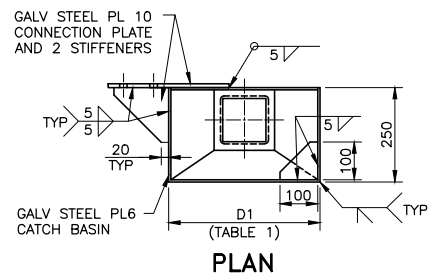 GALV STEEL PL 10
CONNECTION PLATE
AND 2 STIFFENERS
5
TYP
5
5
5
20
TYP
250
100
100
GALV STEEL PL6
CATCH BASIN
D1
(TABLE 1)
TYP
PLAN